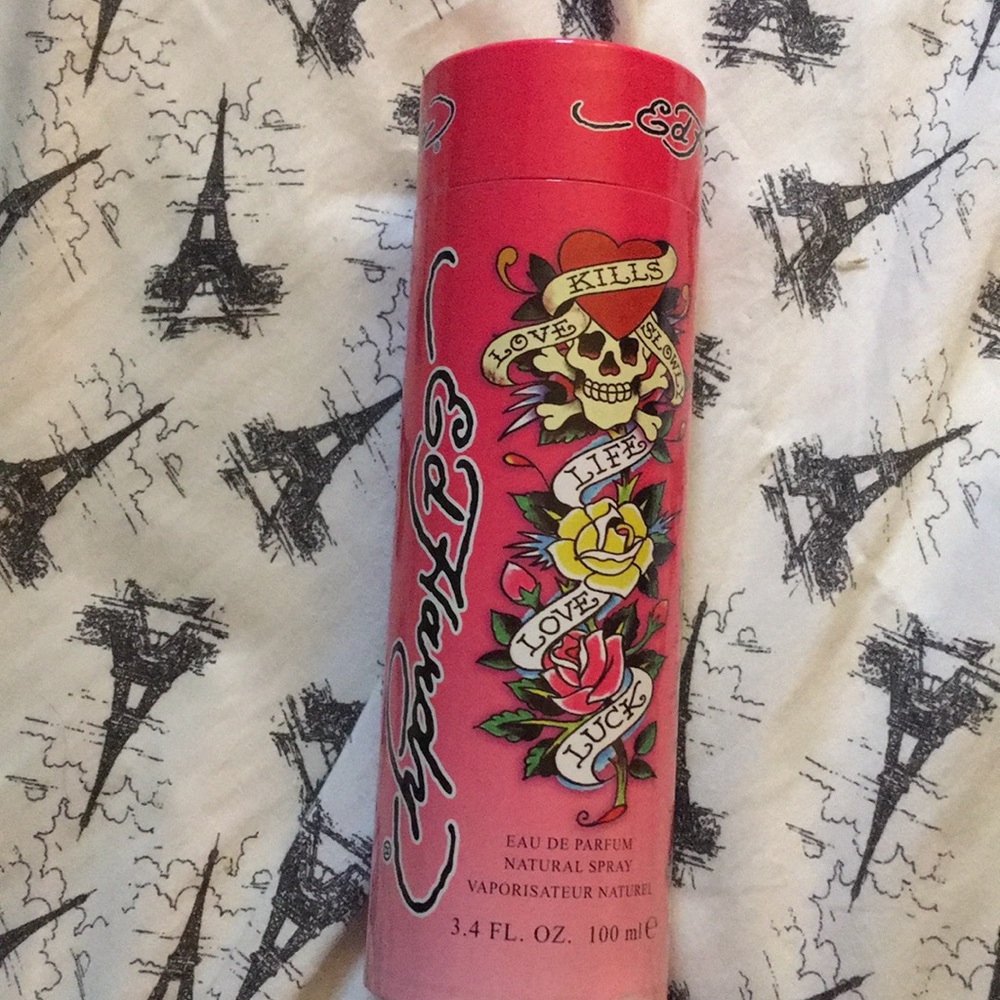 Ed
KILLS
LOVE
SLOWLY
Ed Hardy
LIFE
LOVE
LUCK
®
EAU DE PARFUM
NATURAL SPRAY
VAPORISATEUR NATUREL
3.4 FL. OZ. 100 ml e